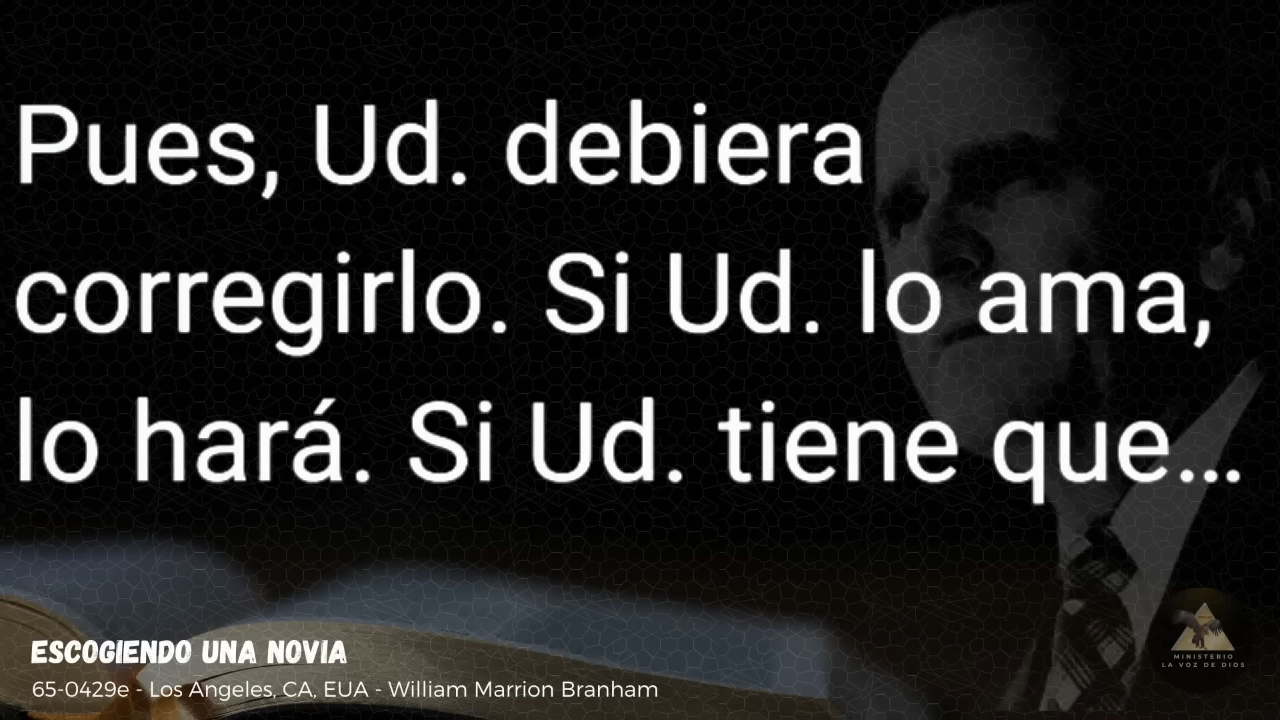 Pues, Ud. debiera
corregirlo. Si Ud. lo ama,
lo hará. Si Ud. tiene que...
ESCOGIENDO UNA NOVIA
65-0429e - Los Angeles, CA, EUA - William Marrion Branham
MINISTERIO
LA VOZ DE DIOS